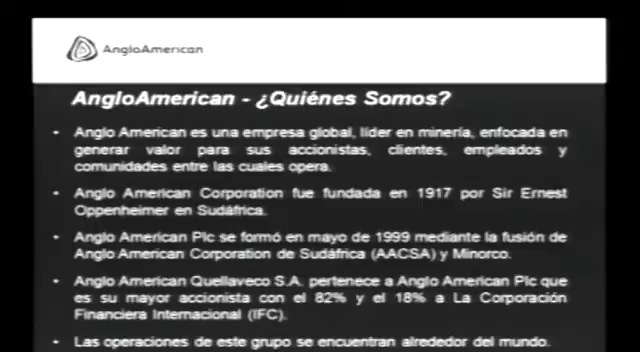 AngloAmerican
AngloAmerican - ¿Quiénes Somos?
• Anglo American es una empresa global, líder en minería, enfocada en
generar valor para sus accionistas, clientes, empleados y
comunidades entre las cuales opera.
• Anglo American Corporation fue fundada en 1917 por Sir Ernest
Oppenheimer en Sudáfrica.
• Anglo American Plc se formó en mayo de 1999 mediante la fusión de
Anglo American Corporation de Sudáfrica (AACSA) y Minorco.
• Anglo American Quellaveco S.A. pertenece a Anglo American Plc que
es su mayor accionista con el 82% y el 18% a La Corporación
Financiera Internacional (IFC).
• Las operaciones de este grupo se encuentran alrededor del mundo.